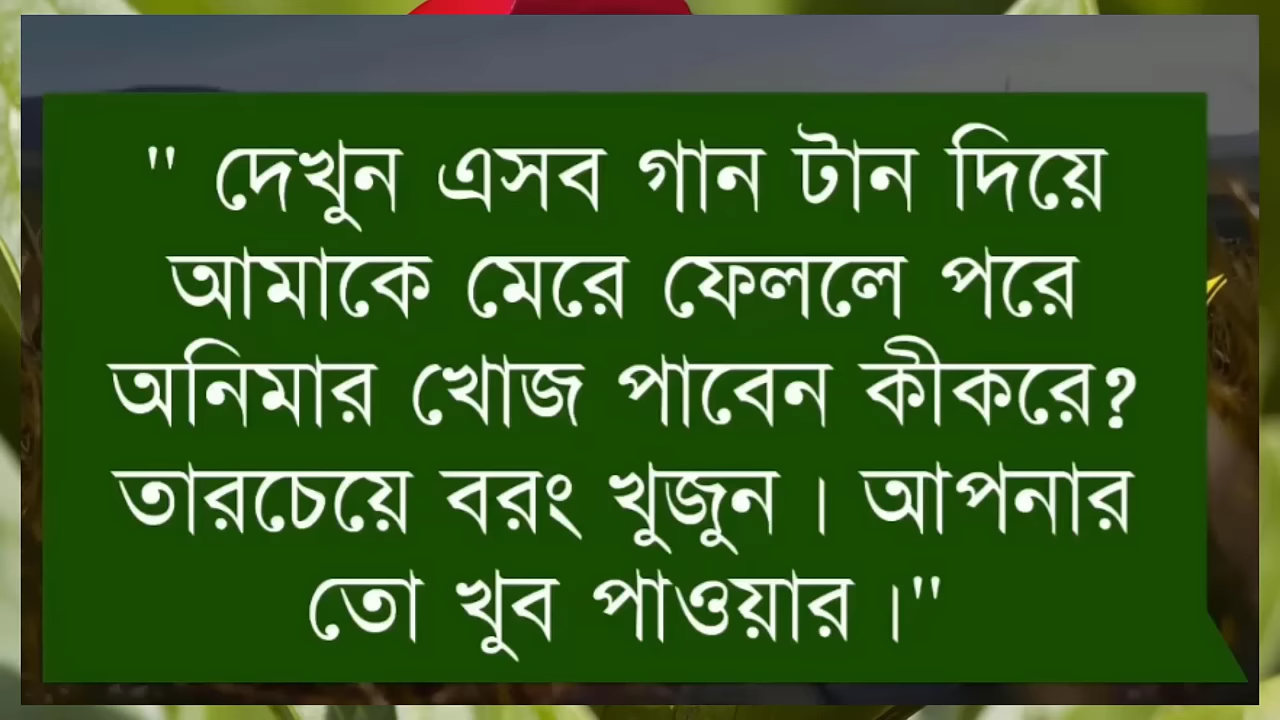 " দেখুন এসব গান টান দিয়ে
আমাকে মেরে ফেললে পরে
অনিমার খোজ পাবেন কীকরে?
তারচেয়ে বরং খুজুন । আপনার
তো খুব পাওয়ার ।"